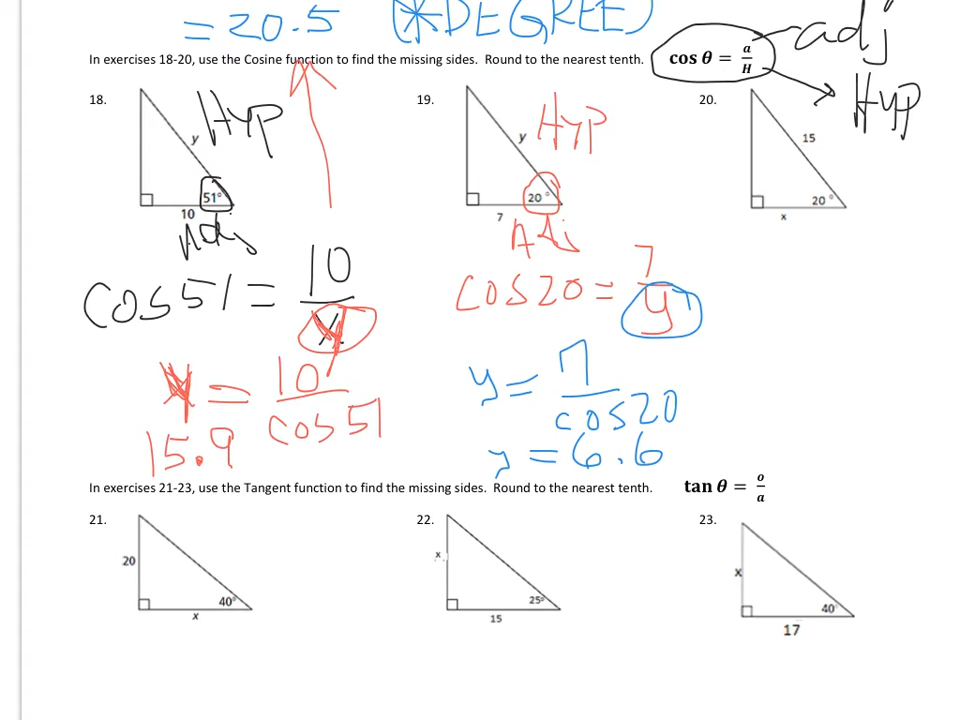 = 20.5 (*DEGREE)
In exercises 18-20, use the Cosine function to find the missing sides. Round to the nearest tenth. cos θ = a/H adj
Hyp
18. 19. 20.
Hyp Hyp
y y 15
51° 20° 20°
10 7 x
Adj Adj
cos 51 = 10/y cos 20 = 7/y
y = 10/cos 51 y = 7/cos 20
15.9 y = 6.6
In exercises 21-23, use the Tangent function to find the missing sides. Round to the nearest tenth. tan θ = o/a
21. 22. 23.
20 x x
40° 25° 40°
x 15 17